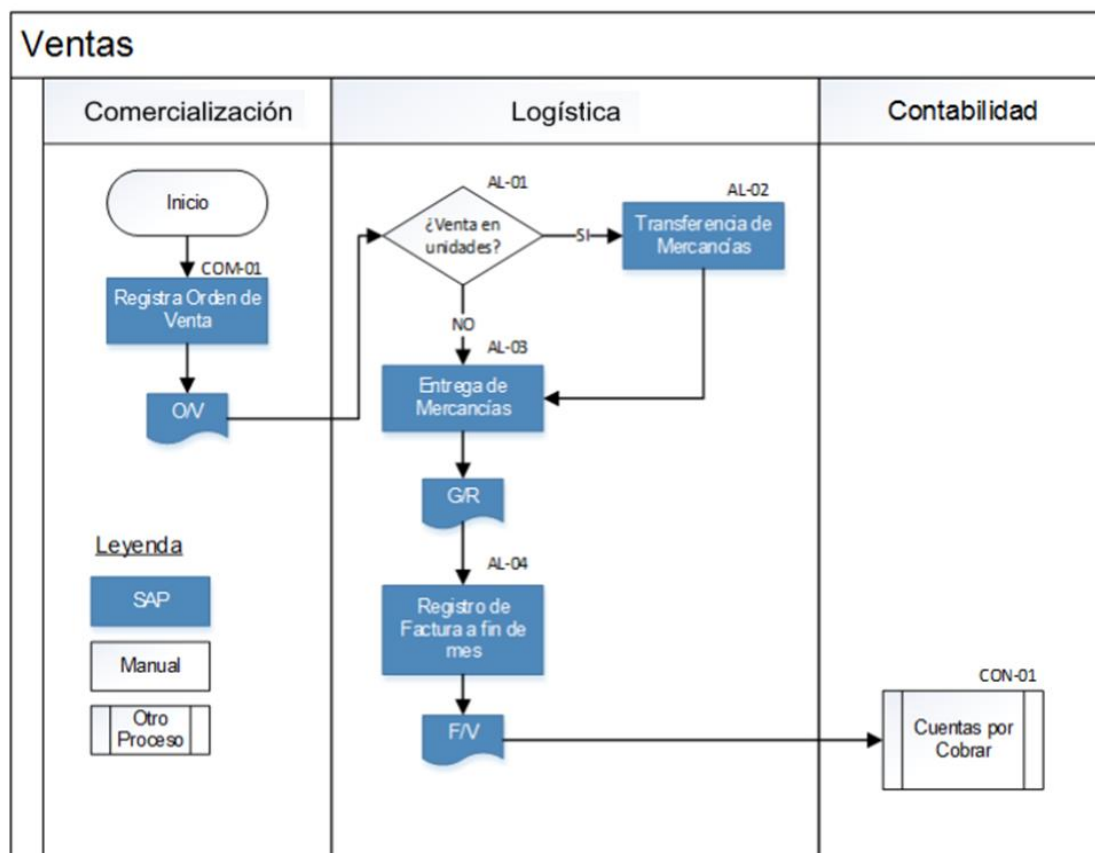 Ventas
Comercialización
Logística
Contabilidad
Inicio
COM-01
Registra Orden de
Venta
O/V
AL-01
¿Venta en
unidades?
SI
NO
AL-02
Transferencia de
Mercancías
AL-03
Entrega de
Mercancías
G/R
AL-04
Registro de
Factura a fin de
mes
F/V
CON-01
Cuentas por
Cobrar
Leyenda
SAP
Manual
Otro
Proceso